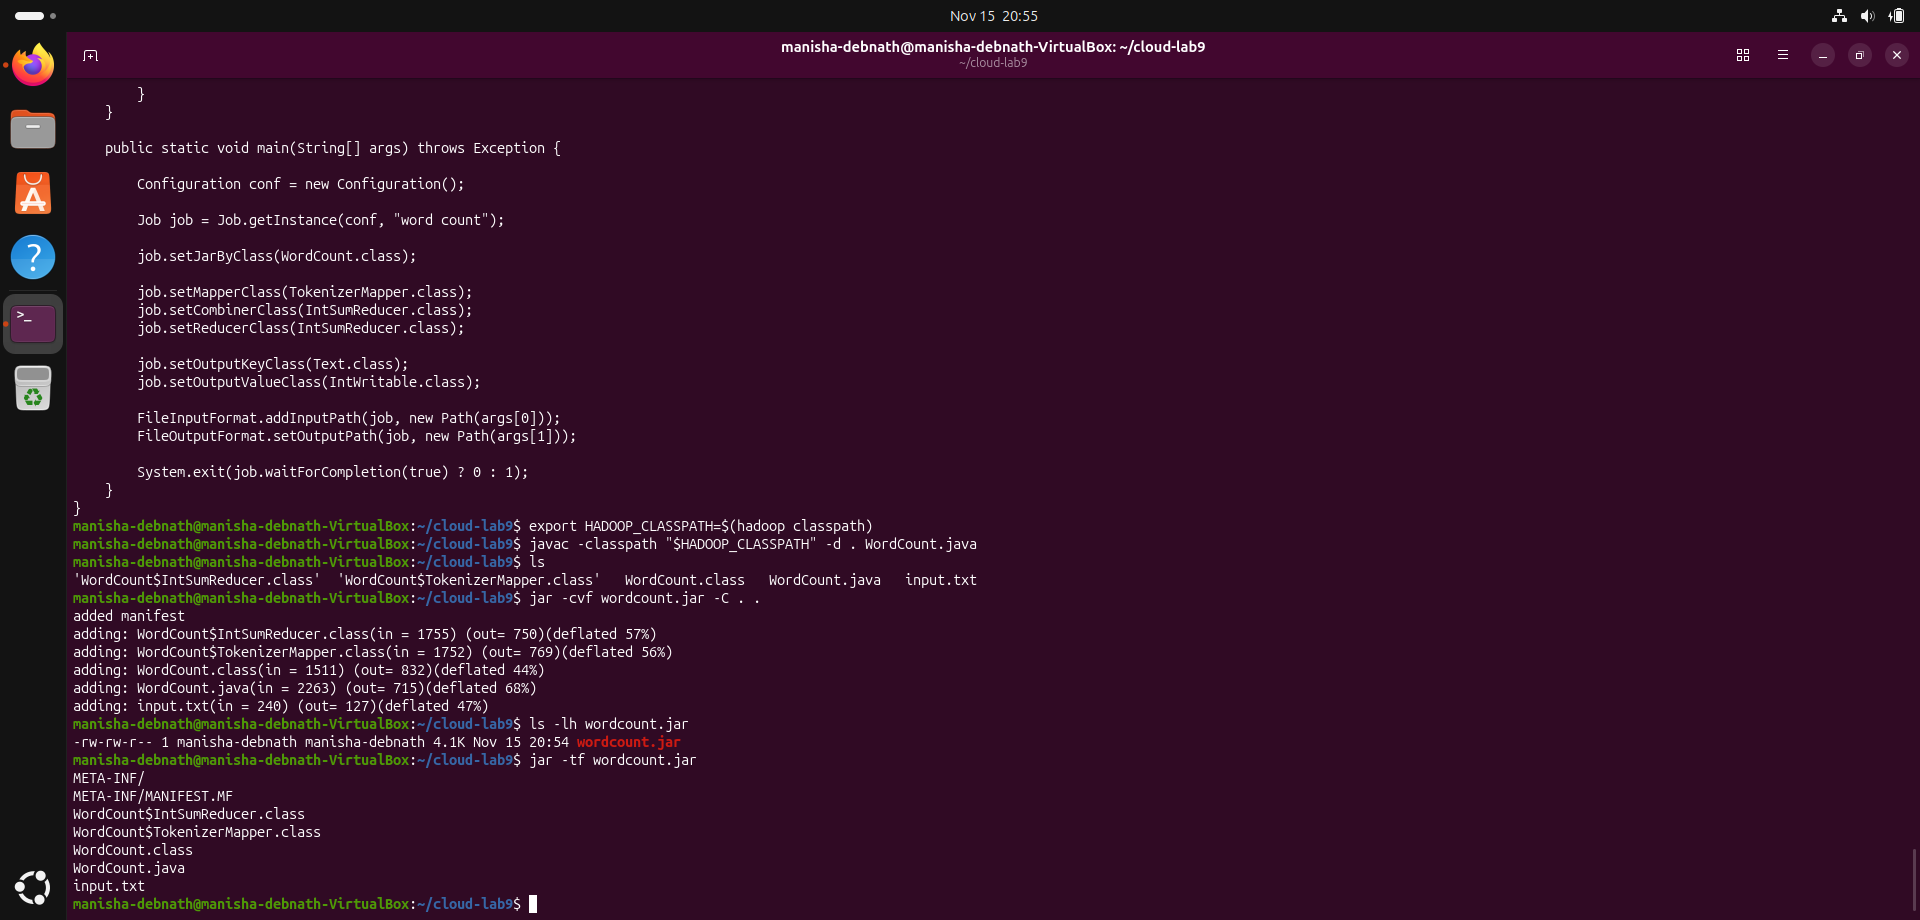 Nov 15 20:55
manisha-debnath@manisha-debnath-VirtualBox: ~/cloud-lab9
~/cloud-lab9
        }
    }
    public static void main(String[] args) throws Exception {
        Configuration conf = new Configuration();
        Job job = Job.getInstance(conf, "word count");
        job.setJarByClass(WordCount.class);
        job.setMapperClass(TokenizerMapper.class);
        job.setCombinerClass(IntSumReducer.class);
        job.setReducerClass(IntSumReducer.class);
        job.setOutputKeyClass(Text.class);
        job.setOutputValueClass(IntWritable.class);
        FileInputFormat.addInputPath(job, new Path(args[0]));
        FileOutputFormat.setOutputPath(job, new Path(args[1]));
        System.exit(job.waitForCompletion(true) ? 0 : 1);
    }
}
manisha-debnath@manisha-debnath-VirtualBox:~/cloud-lab9$ export HADOOP_CLASSPATH=$(hadoop classpath)
manisha-debnath@manisha-debnath-VirtualBox:~/cloud-lab9$ javac -classpath "$HADOOP_CLASSPATH" -d . WordCount.java
manisha-debnath@manisha-debnath-VirtualBox:~/cloud-lab9$ ls
'WordCount$IntSumReducer.class'  'WordCount$TokenizerMapper.class'   WordCount.class   WordCount.java   input.txt
manisha-debnath@manisha-debnath-VirtualBox:~/cloud-lab9$ jar -cvf wordcount.jar -C . .
added manifest
adding: WordCount$IntSumReducer.class(in = 1755) (out= 750)(deflated 57%)
adding: WordCount$TokenizerMapper.class(in = 1752) (out= 769)(deflated 56%)
adding: WordCount.class(in = 1511) (out= 832)(deflated 44%)
adding: WordCount.java(in = 2263) (out= 715)(deflated 68%)
adding: input.txt(in = 240) (out= 127)(deflated 47%)
manisha-debnath@manisha-debnath-VirtualBox:~/cloud-lab9$ ls -lh wordcount.jar
-rw-rw-r-- 1 manisha-debnath manisha-debnath 4.1K Nov 15 20:54 wordcount.jar
manisha-debnath@manisha-debnath-VirtualBox:~/cloud-lab9$ jar -tf wordcount.jar
META-INF/
META-INF/MANIFEST.MF
WordCount$IntSumReducer.class
WordCount$TokenizerMapper.class
WordCount.class
WordCount.java
input.txt
manisha-debnath@manisha-debnath-VirtualBox:~/cloud-lab9$